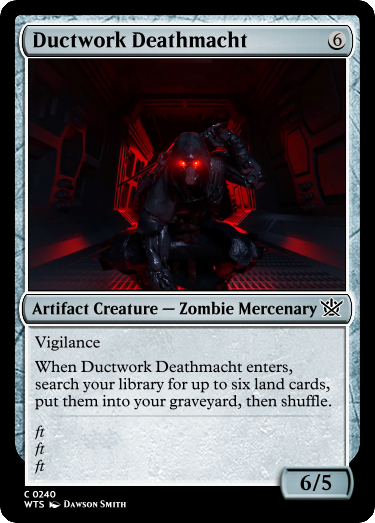 Ductwork Deathmacht
6
Artifact Creature — Zombie Mercenary
Vigilance
When Ductwork Deathmacht enters,
search your library for up to six land cards,
put them into your graveyard, then shuffle.
ft
ft
ft
6/5
C 0240
WTS Dawson Smith